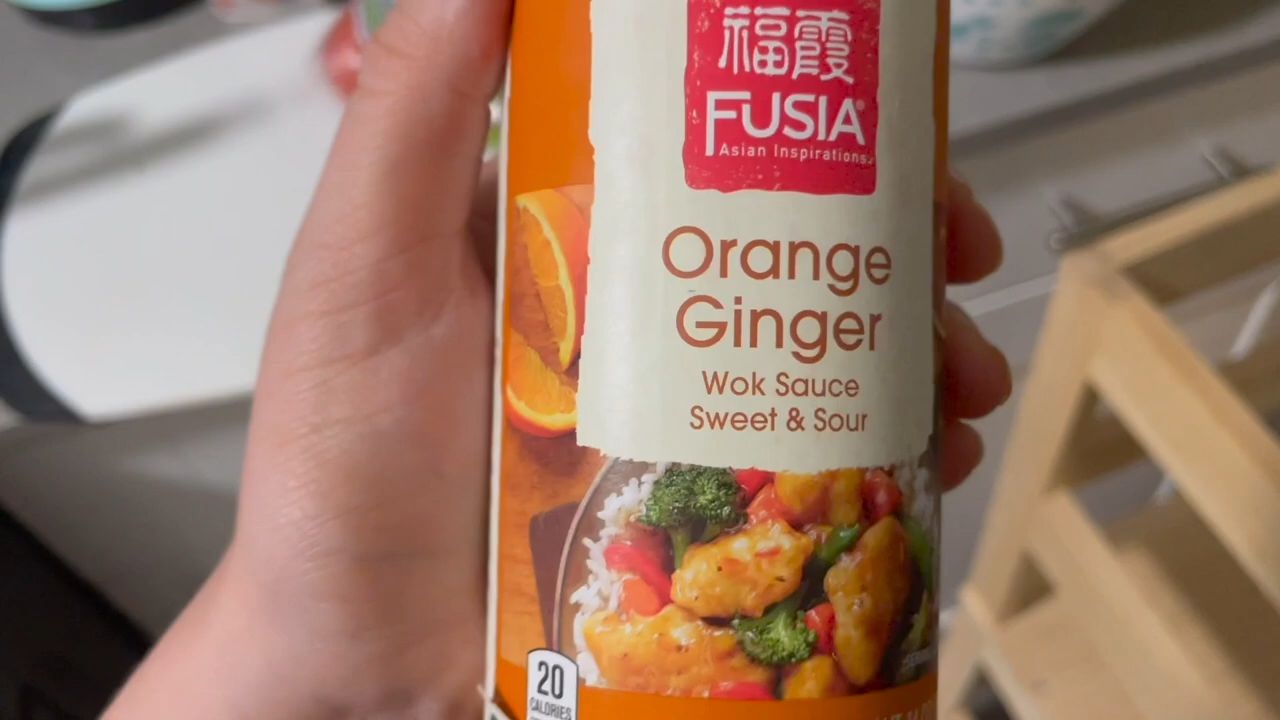 福霞
FUSIA
Asian Inspirations
Orange
Ginger
Wok Sauce
Sweet & Sour
20
CALORIES